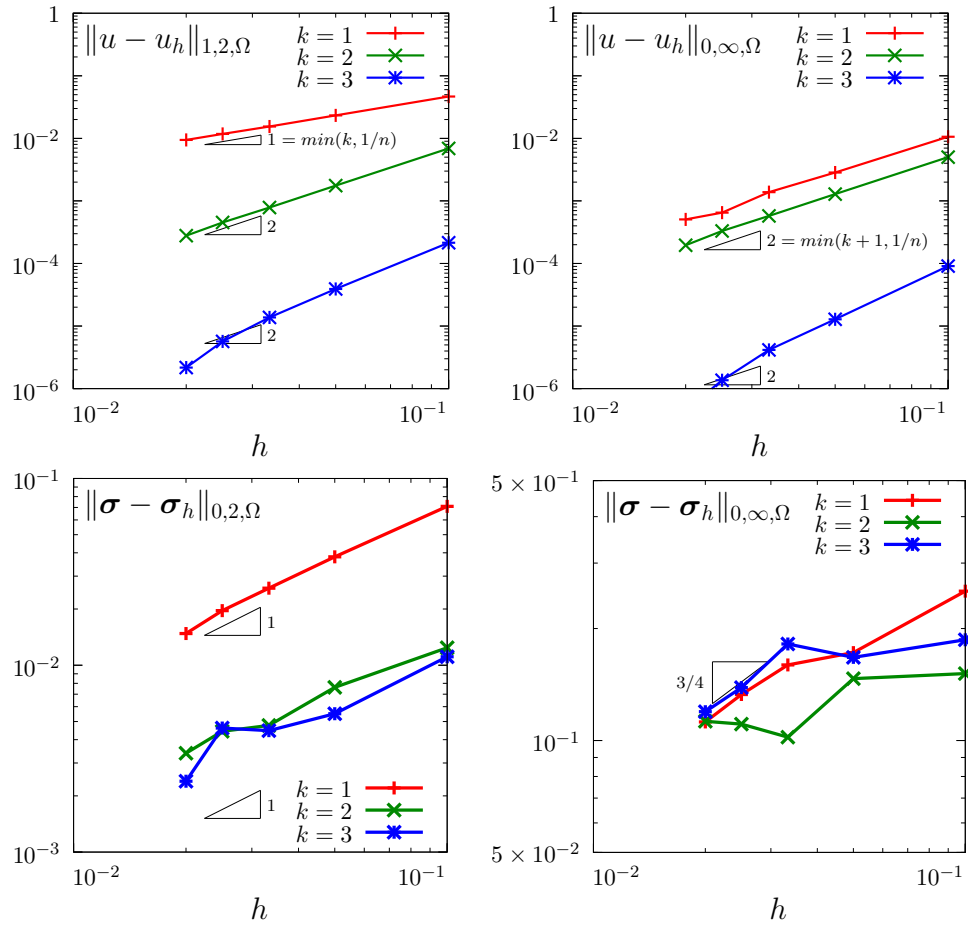 ‖u − u_h‖_{1,2,Ω}
k = 1
k = 2
k = 3
1
10^{−2}
10^{−4}
10^{−6}
1 = min(k, 1/n)
2
2
10^{−2}
10^{−1}
h
‖u − u_h‖_{0,∞,Ω}
k = 1
k = 2
k = 3
1
10^{−2}
10^{−4}
10^{−6}
2 = min(k + 1, 1/n)
2
10^{−2}
10^{−1}
h
‖σ − σ_h‖_{0,2,Ω}
10^{−1}
10^{−2}
10^{−3}
1
1
k = 1
k = 2
k = 3
10^{−2}
10^{−1}
h
‖σ − σ_h‖_{0,∞,Ω}
k = 1
k = 2
k = 3
5 × 10^{−1}
10^{−1}
5 × 10^{−2}
3/4
10^{−2}
10^{−1}
h